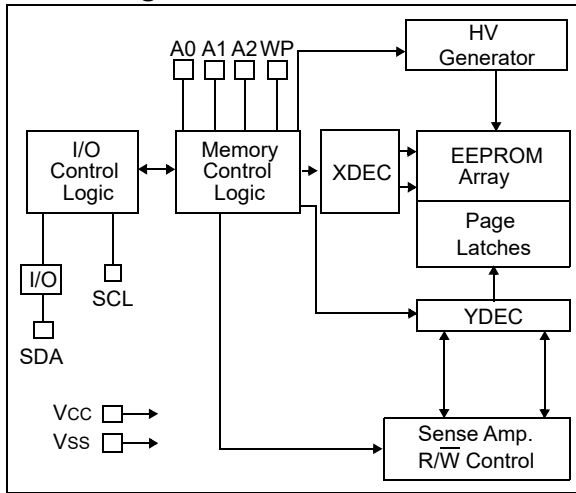 A0 A1 A2 WP
HV
Generator
I/O
Control
Logic
Memory
Control
Logic
XDEC
EEPROM
Array
Page
Latches
I/O
SCL
SDA
YDEC
Vcc
Vss
Sense Amp.
R/W̅ Control